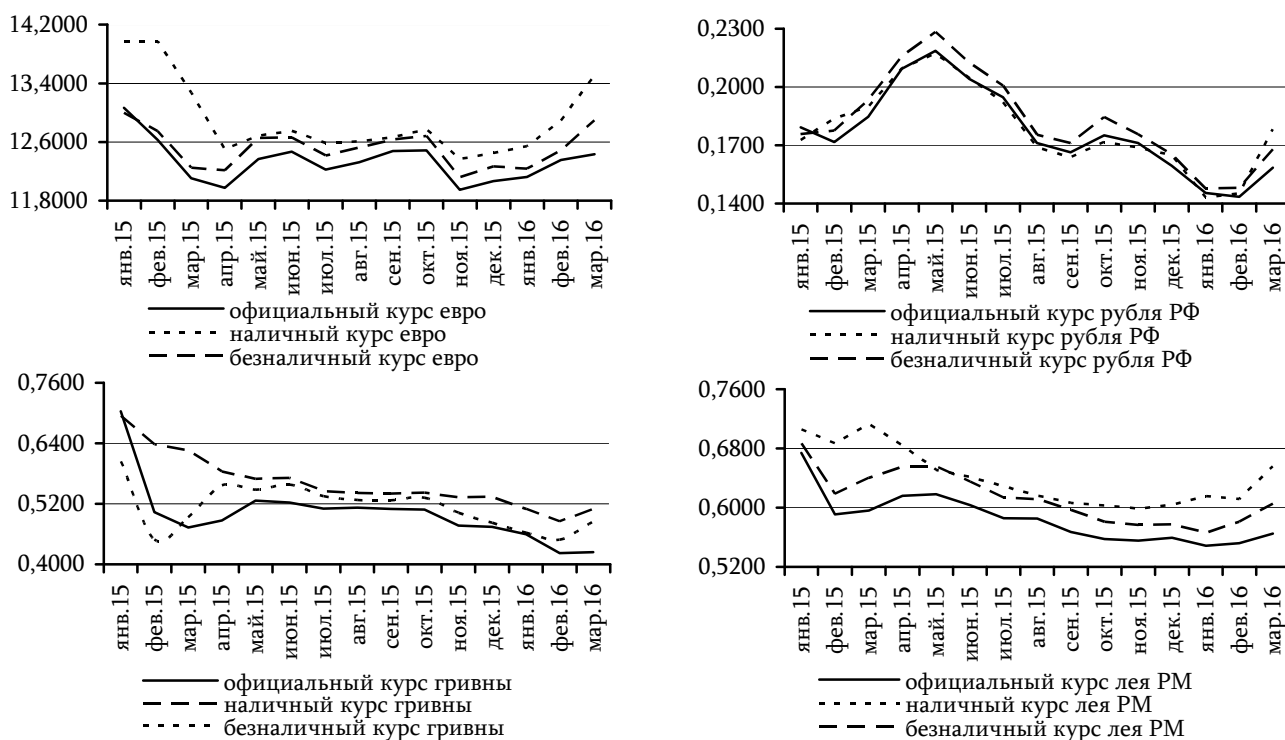 14,2000
13,4000
12,6000
11,8000
янв.15
фев.15
мар.15
апр.15
май.15
июн.15
июл.15
авг.15
сен.15
окт.15
ноя.15
дек.15
янв.16
фев.16
мар.16
официальный курс евро
наличный курс евро
безналичный курс евро
0,2300
0,2000
0,1700
0,1400
янв.15
фев.15
мар.15
апр.15
май.15
июн.15
июл.15
авг.15
сен.15
окт.15
ноя.15
дек.15
янв.16
фев.16
мар.16
официальный курс рубля РФ
наличный курс рубля РФ
безналичный курс рубля РФ
0,7600
0,6400
0,5200
0,4000
янв.15
фев.15
мар.15
апр.15
май.15
июн.15
июл.15
авг.15
сен.15
окт.15
ноя.15
дек.15
янв.16
фев.16
мар.16
официальный курс гривны
наличный курс гривны
безналичный курс гривны
0,7600
0,6800
0,6000
0,5200
янв.15
фев.15
мар.15
апр.15
май.15
июн.15
июл.15
авг.15
сен.15
окт.15
ноя.15
дек.15
янв.16
фев.16
мар.16
официальный курс лея РМ
наличный курс лея РМ
безналичный курс лея РМ